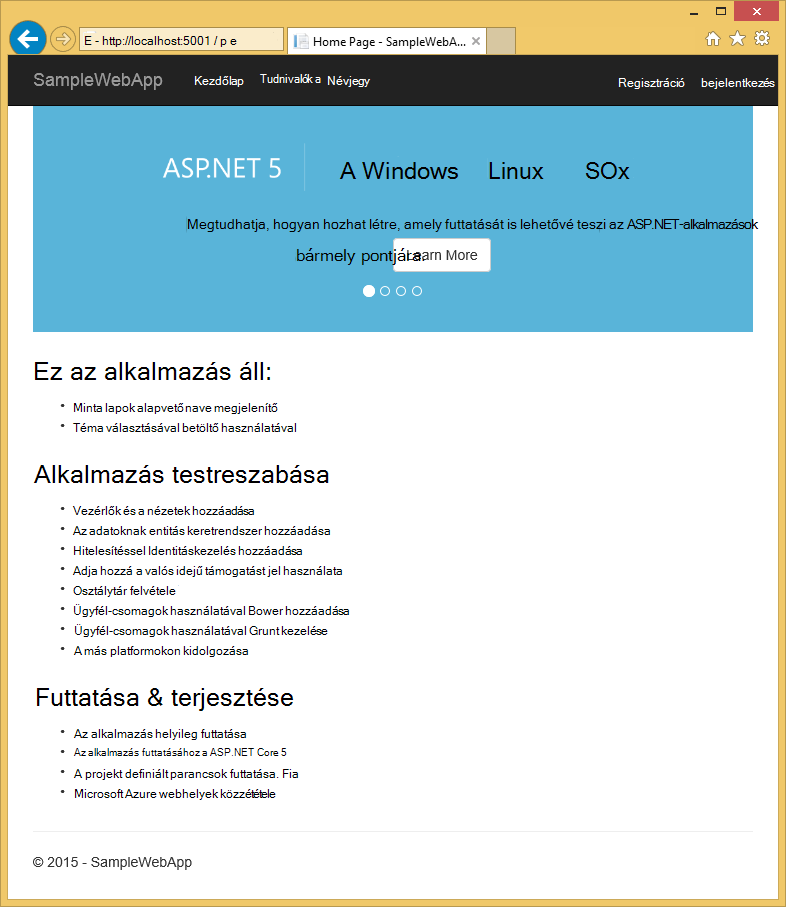 E - http://localhost:5001 / p e
Home Page - SampleWebA...
SampleWebApp Kezdőlap Tudnivalók a Névjegy Regisztráció bejelentkezés
ASP.NET 5 A Windows Linux SOx
Megtudhatja, hogyan hozhat létre, amely futtatását is lehetővé teszi az ASP.NET-alkalmazások
bármely pontjára. Learn More
Ez az alkalmazás áll:
• Minta lapok alapvető nave megjelenítő
• Téma választásával betöltő használatával
Alkalmazás testreszabása
• Vezérlők és a nézetek hozzáadása
• Az adatoknak entitás keretrendszer hozzáadása
• Hitelesítéssel Identitáskezelés hozzáadása
• Adja hozzá a valós idejű támogatást jel használata
• Osztálytár felvétele
• Ügyfél-csomagok használatával Bower hozzáadása
• Ügyfél-csomagok használatával Grunt kezelése
• A más platformokon kidolgozása
Futtatása & terjesztése
• Az alkalmazás helyileg futtatása
• Az alkalmazás futtatásához a ASP.NET Core 5
• A projekt definiált parancsok futtatása. Fia
• Microsoft Azure webhelyek közzététele
© 2015 - SampleWebApp